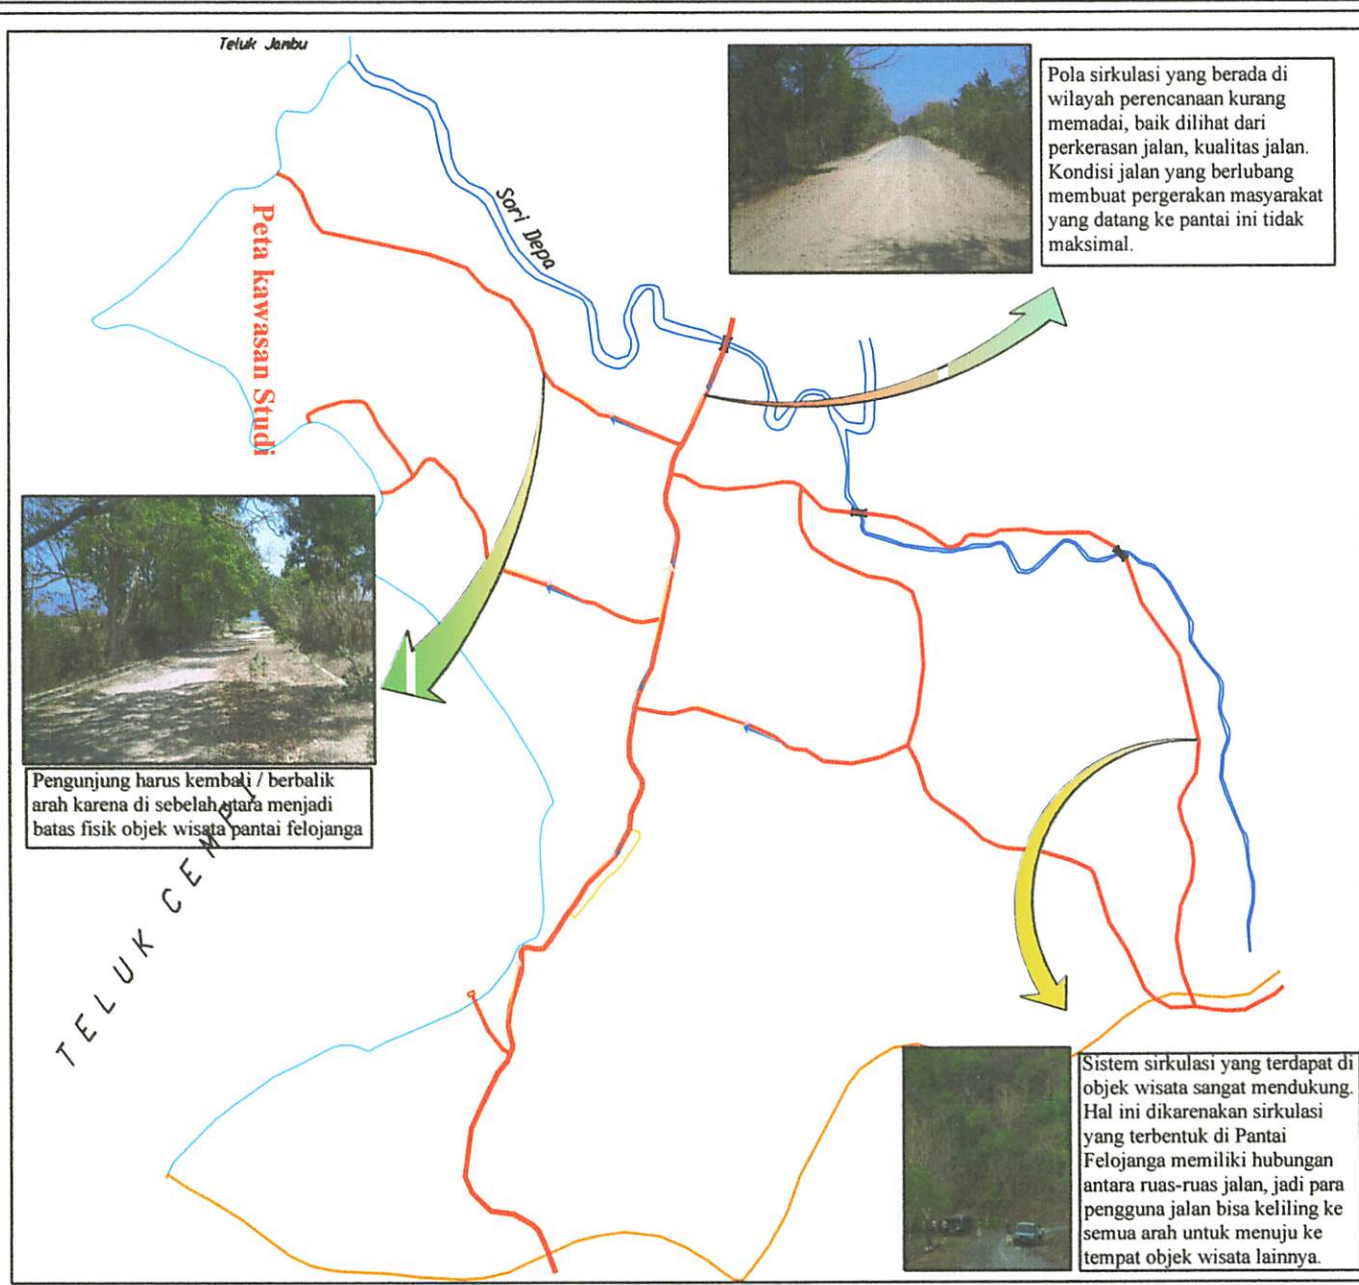 Teluk Jambu
Pola sirkulasi yang berada di
wilayah perencanaan kurang
memadai, baik dilihat dari
perkerasan jalan, kualitas jalan.
Kondisi jalan yang berlubang
membuat pergerakan masyarakat
yang datang ke pantai ini tidak
maksimal.
Sori Depa
Peta kawasan Studi
Pengunjung harus kembali / berbalik
arah karena di sebelah utara menjadi
batas fisik objek wisata pantai felojanga
TELUK CEMPI
Sistem sirkulasi yang terdapat di
objek wisata sangat mendukung.
Hal ini dikarenakan sirkulasi
yang terbentuk di Pantai
Felojanga memiliki hubungan
antara ruas-ruas jalan, jadi para
pengguna jalan bisa keliling ke
semua arah untuk menuju ke
tempat objek wisata lainnya.